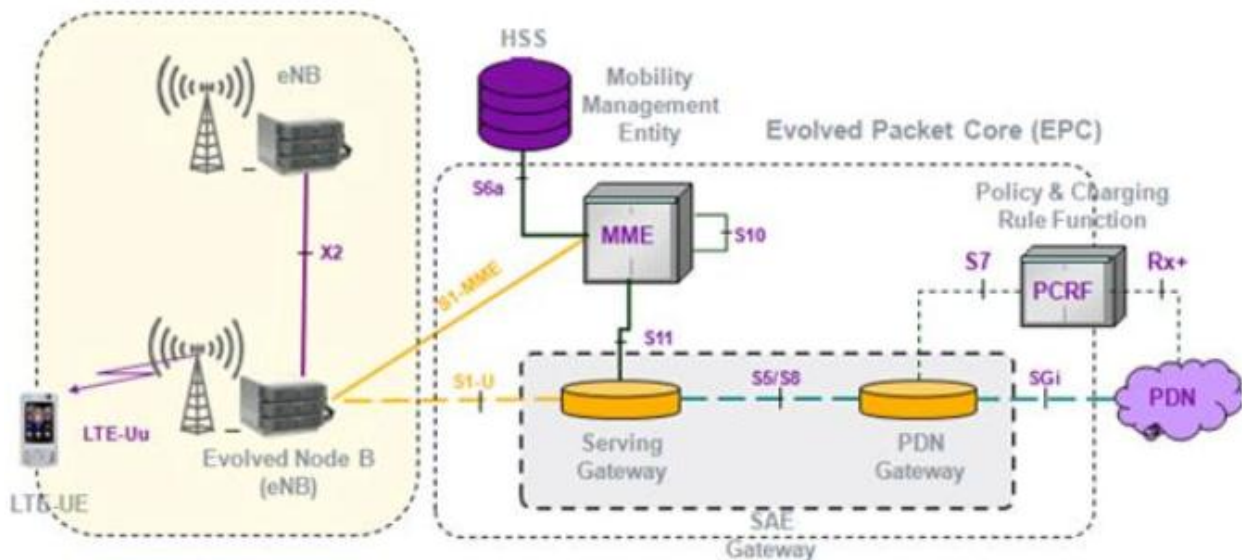 HSS
eNB
Mobility
Management
Entity
Evolved Packet Core (EPC)
S6a
Policy & Charging
Rule Function
MME
S10
X2
S7
PCRF
Rx+
S1-MME
S11
S1-U
S5/S8
SGi
PDN
LTE-Uu
Serving
Gateway
PDN
Gateway
Evolved Node B
(eNB)
LTE-UE
SAE
Gateway